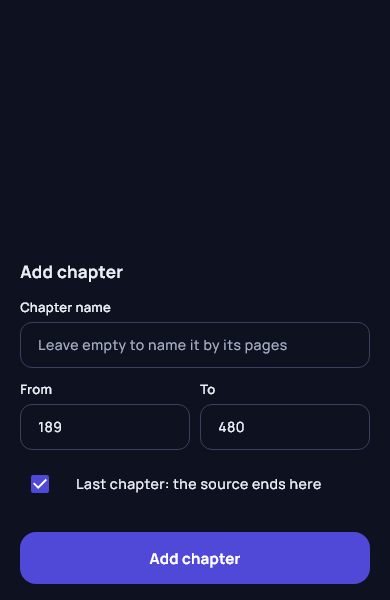 Add chapter
Chapter name
Leave empty to name it by its pages
From To
189 480
Last chapter: the source ends here
Add chapter